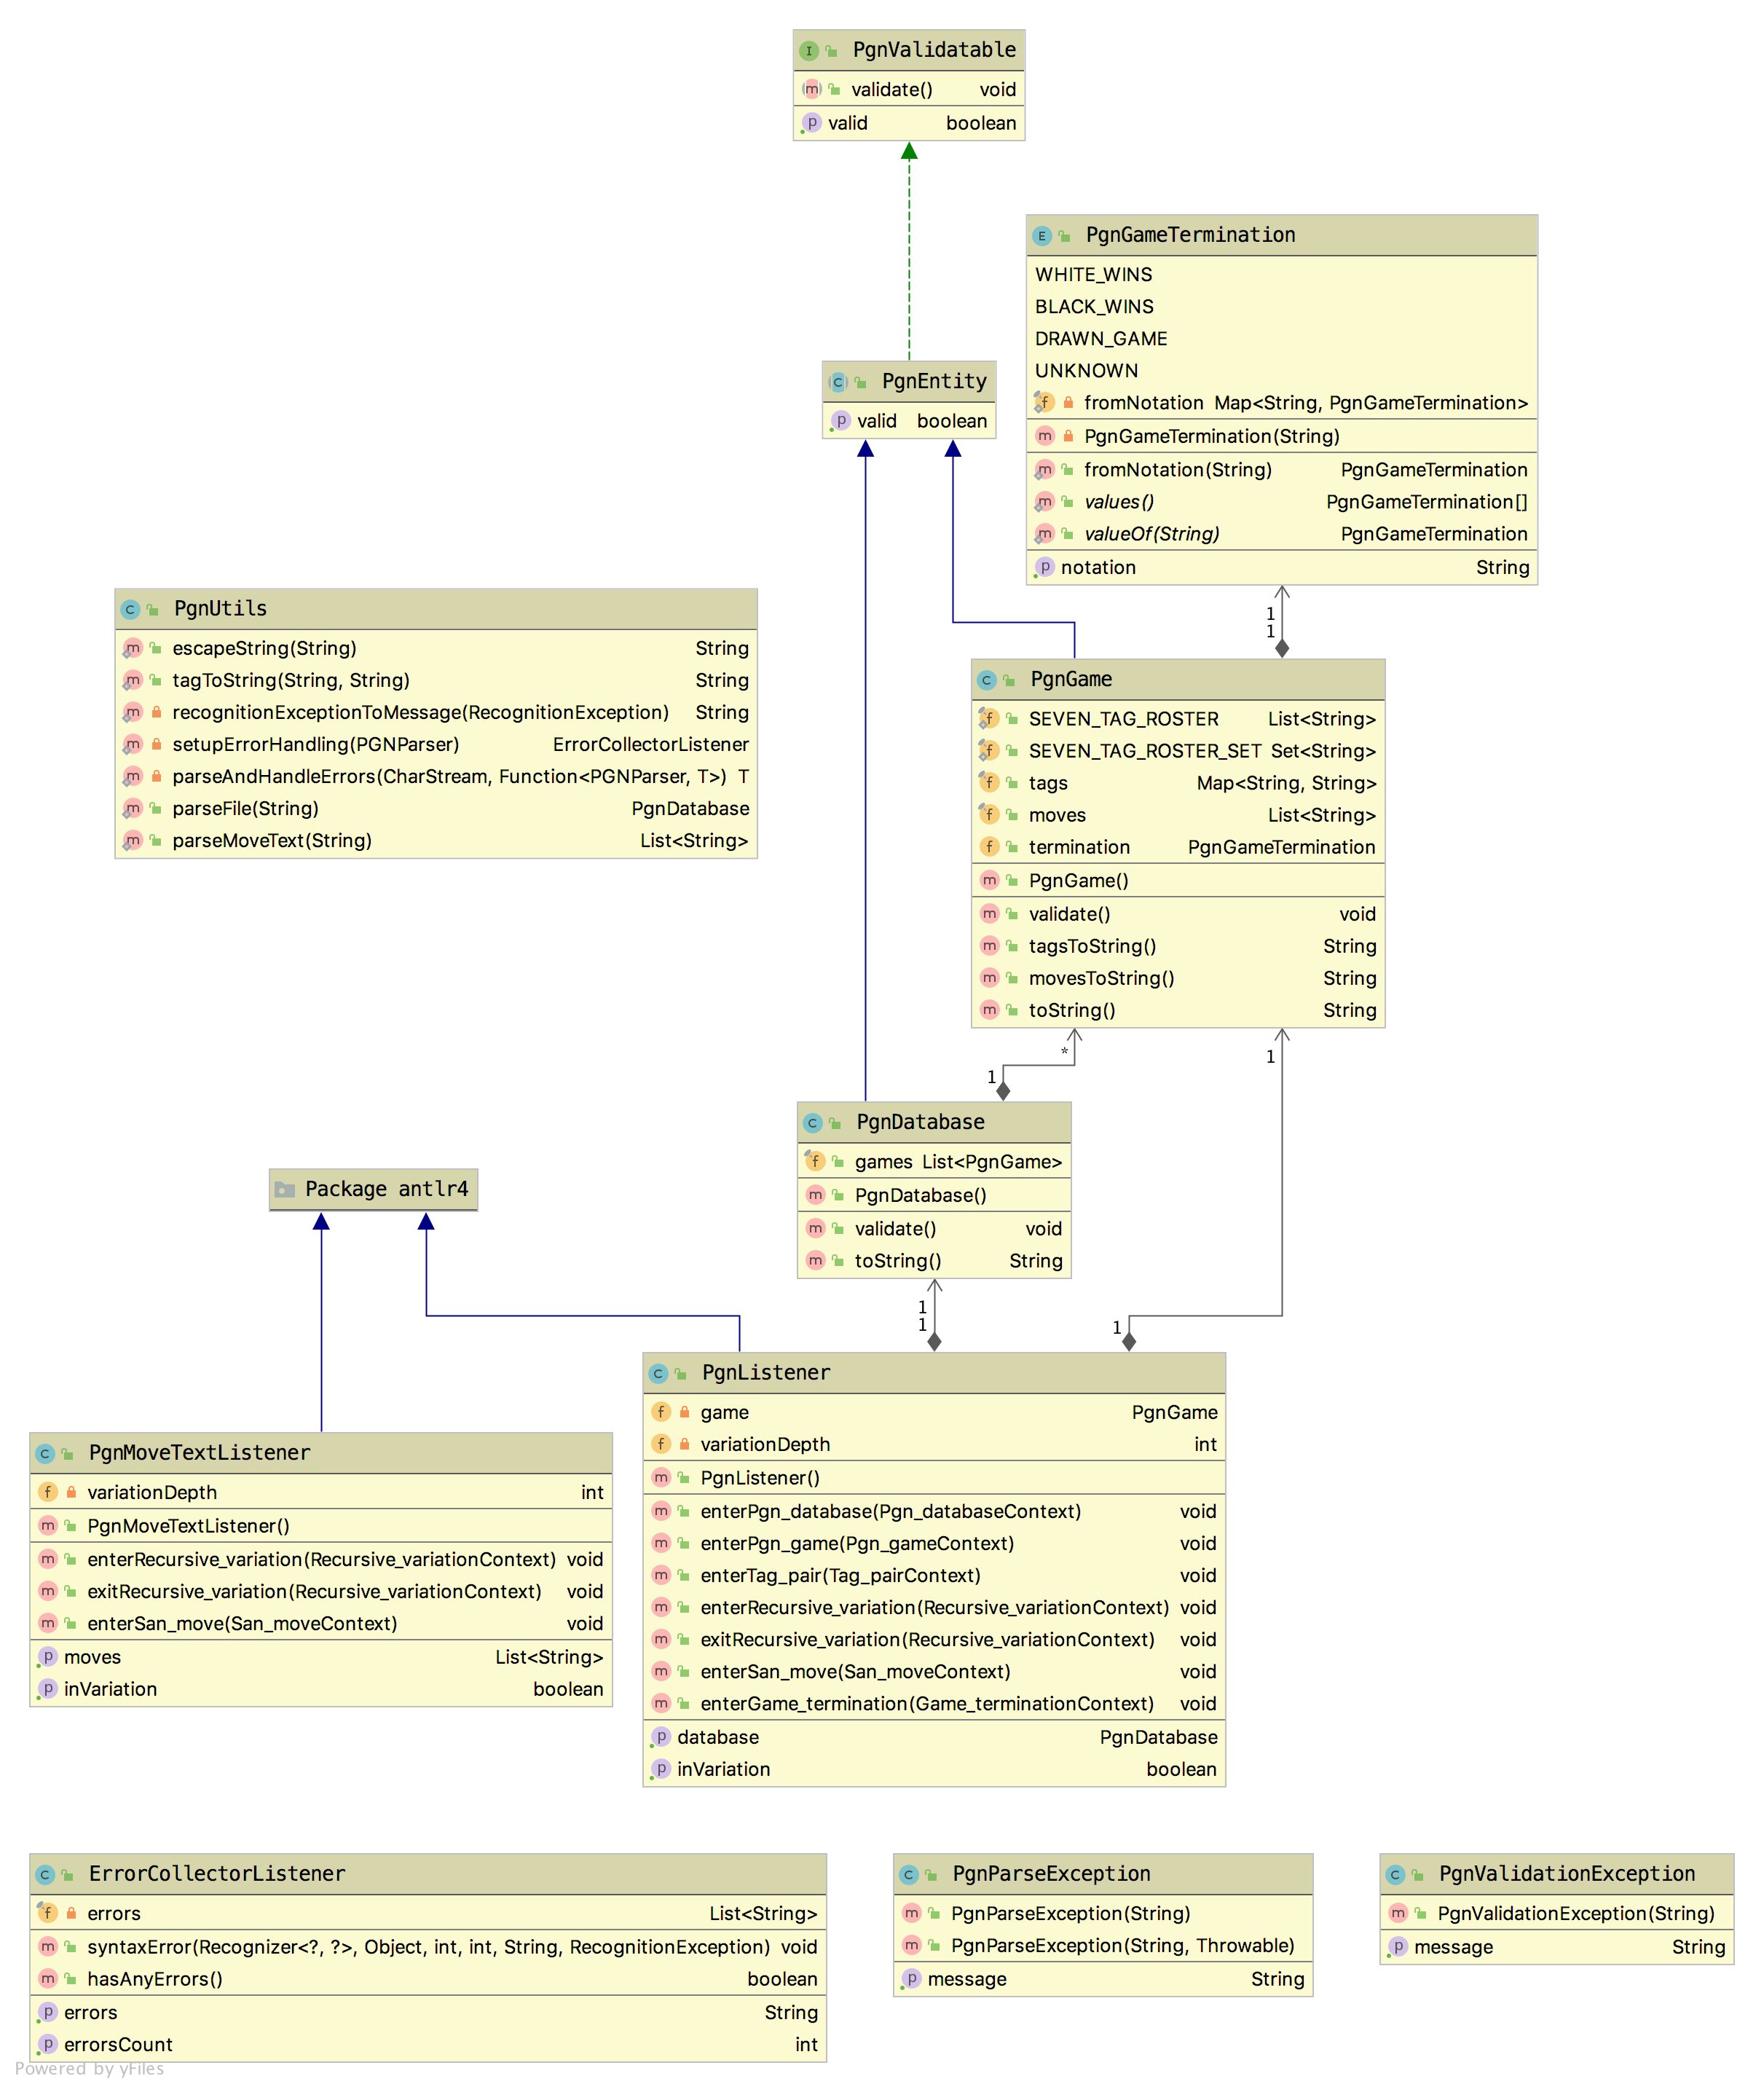 PgnValidatable
validate() void
valid boolean
PgnGameTermination
WHITE_WINS
BLACK_WINS
DRAWN_GAME
UNKNOWN
fromNotation Map<String, PgnGameTermination>
PgnGameTermination(String)
fromNotation(String) PgnGameTermination
values() PgnGameTermination[]
valueOf(String) PgnGameTermination
notation String
PgnEntity
valid boolean
PgnUtils
escapeString(String) String
tagToString(String, String) String
recognitionExceptionToMessage(RecognitionException) String
setupErrorHandling(PGNParser) ErrorCollectorListener
parseAndHandleErrors(CharStream, Function<PGNParser, T>) T
parseFile(String) PgnDatabase
parseMoveText(String) List<String>
1
1
PgnGame
SEVEN_TAG_ROSTER List<String>
SEVEN_TAG_ROSTER_SET Set<String>
tags Map<String, String>
moves List<String>
termination PgnGameTermination
PgnGame()
validate() void
tagsToString() String
movesToString() String
toString() String
*
1
1
PgnDatabase
games List<PgnGame>
PgnDatabase()
validate() void
toString() String
Package antlr4
1
1
1
PgnListener
game PgnGame
variationDepth int
PgnListener()
enterPgn_database(Pgn_databaseContext) void
enterPgn_game(Pgn_gameContext) void
enterTag_pair(Tag_pairContext) void
enterRecursive_variation(Recursive_variationContext) void
exitRecursive_variation(Recursive_variationContext) void
enterSan_move(San_moveContext) void
enterGame_termination(Game_terminationContext) void
database PgnDatabase
inVariation boolean
PgnMoveTextListener
variationDepth int
PgnMoveTextListener()
enterRecursive_variation(Recursive_variationContext) void
exitRecursive_variation(Recursive_variationContext) void
enterSan_move(San_moveContext) void
moves List<String>
inVariation boolean
ErrorCollectorListener
errors List<String>
syntaxError(Recognizer<?, ?>, Object, int, int, String, RecognitionException) void
hasAnyErrors() boolean
errors String
errorsCount int
PgnParseException
PgnParseException(String)
PgnParseException(String, Throwable)
message String
PgnValidationException
PgnValidationException(String)
message String
Powered by yFiles